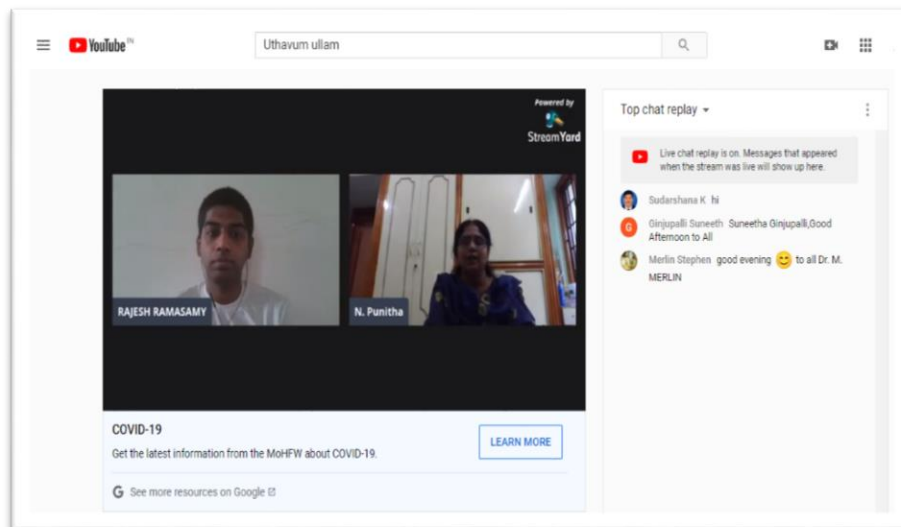 YouTube IN
Uthavum ullam
Powered by
StreamYard
RAJESH RAMASAMY
N. Punitha
COVID-19
Get the latest information from the MoHFW about COVID-19.
LEARN MORE
G See more resources on Google
Top chat replay
Live chat replay is on. Messages that appeared
when the stream was live will show up here.
Sudarshana K hi
G Ginjupalli Suneeth Suneetha Ginjupalli,Good
Afternoon to All
Merlin Stephen good evening 😊 to all Dr. M.
MERLIN